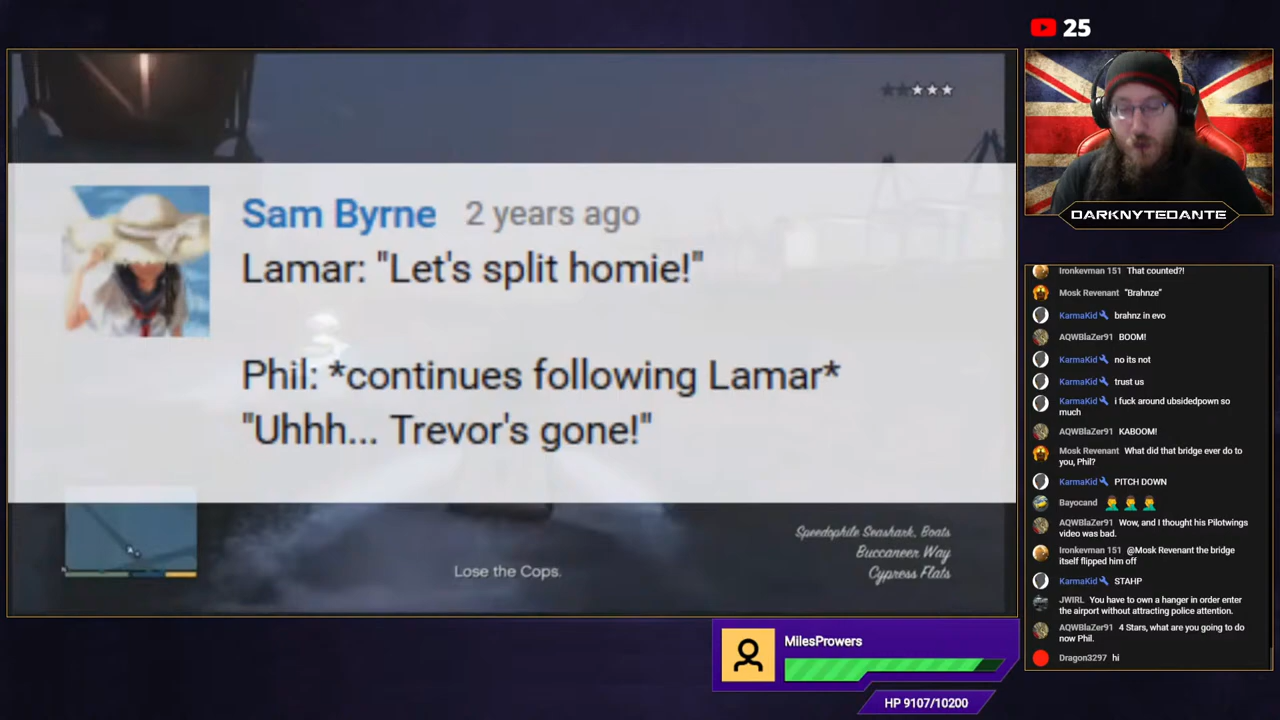 25
Sam Byrne 2 years ago
Lamar: "Let's split homie!"
Phil: *continues following Lamar*
"Uhhh... Trevor's gone!"
Speedophile Seashark, Boats
Buccaneer Way
Cypress Flats
Lose the Cops.
DARKNYTEDANTE
Ironkevman 151 That counted?!
Mosk Revenant "Brahnze"
KarmaKid brahnz in evo
AQWBlaZer91 BOOM!
KarmaKid no its not
KarmaKid trust us
KarmaKid i fuck around ubsidedpown so
much
AQWBlaZer91 KABOOM!
Mosk Revenant What did that bridge ever do to
you, Phil?
KarmaKid PITCH DOWN
Bayocand
AQWBlaZer91 Wow, and I thought his Pilotwings
video was bad.
Ironkevman 151 @Mosk Revenant the bridge
itself flipped him off
KarmaKid STAHP
JWIRL You have to own a hanger in order enter
the airport without attracting police attention.
AQWBlaZer91 4 Stars, what are you going to do
now Phil.
Dragon3297 hi
MilesProwers
HP 9107/10200